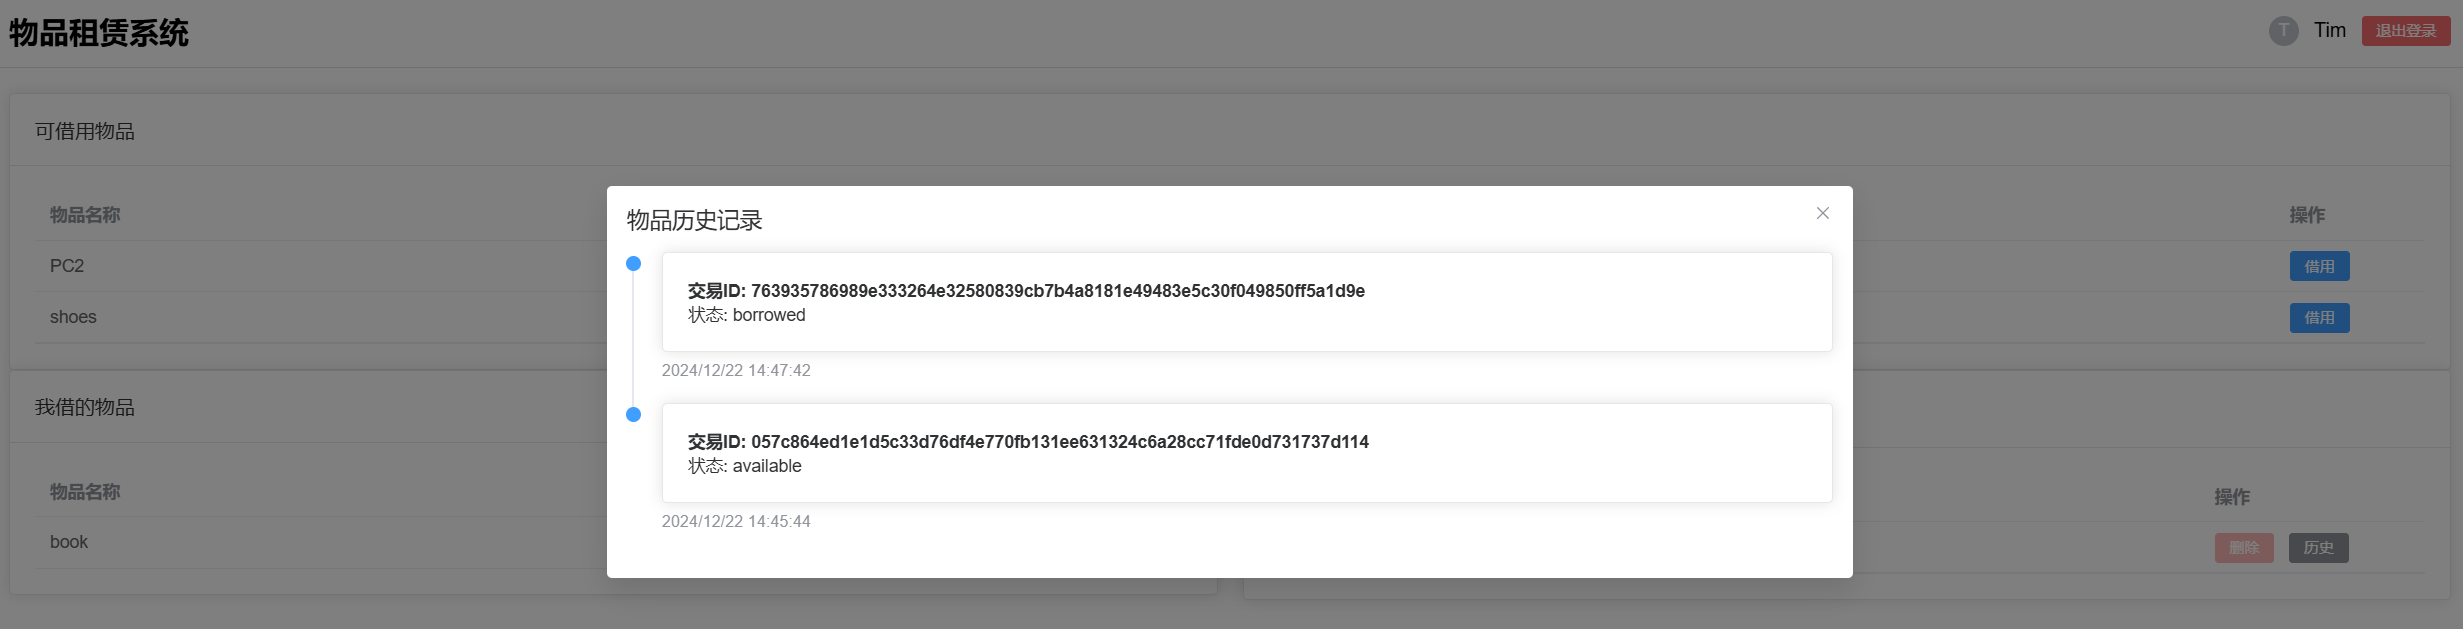 物品租赁系统
T
Tim
退出登录
可借用物品
物品名称
操作
PC2
借用
shoes
借用
物品历史记录
交易ID: 763935786989e333264e32580839cb7b4a8181e49483e5c30f049850ff5a1d9e
状态: borrowed
2024/12/22 14:47:42
交易ID: 057c864ed1e1d5c33d76df4e770fb131ee631324c6a28cc71fde0d731737d114
状态: available
2024/12/22 14:45:44
我借的物品
物品名称
book
操作
删除
历史